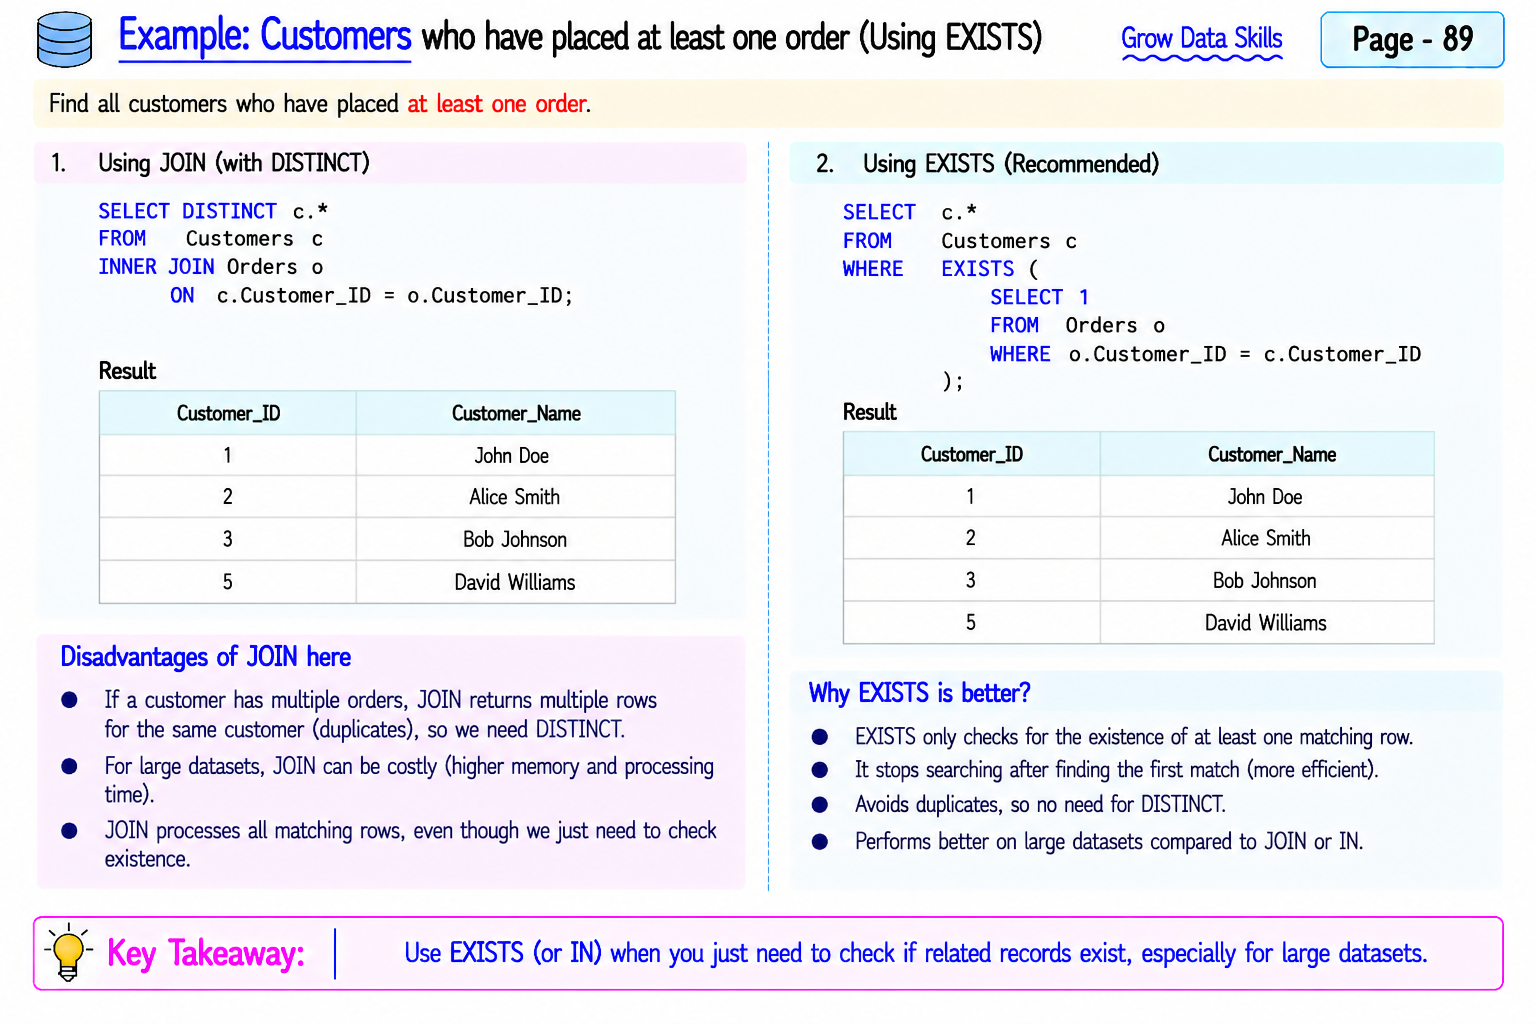 Example: Customers who have placed at least one order (Using EXISTS)
Grow Data Skills
Page - 89
Find all customers who have placed at least one order.
1. Using JOIN (with DISTINCT)
SELECT DISTINCT c.*
FROM Customers c
INNER JOIN Orders o
ON c.Customer_ID = o.Customer_ID;
Result
Customer_ID Customer_Name
1 John Doe
2 Alice Smith
3 Bob Johnson
5 David Williams
Disadvantages of JOIN here
● If a customer has multiple orders, JOIN returns multiple rows
for the same customer (duplicates), so we need DISTINCT.
● For large datasets, JOIN can be costly (higher memory and processing
time).
● JOIN processes all matching rows, even though we just need to check
existence.
2. Using EXISTS (Recommended)
SELECT c.*
FROM Customers c
WHERE EXISTS (
SELECT 1
FROM Orders o
WHERE o.Customer_ID = c.Customer_ID
);
Result
Customer_ID Customer_Name
1 John Doe
2 Alice Smith
3 Bob Johnson
5 David Williams
Why EXISTS is better?
● EXISTS only checks for the existence of at least one matching row.
● It stops searching after finding the first match (more efficient).
● Avoids duplicates, so no need for DISTINCT.
● Performs better on large datasets compared to JOIN or IN.
Key Takeaway:
Use EXISTS (or IN) when you just need to check if related records exist, especially for large datasets.